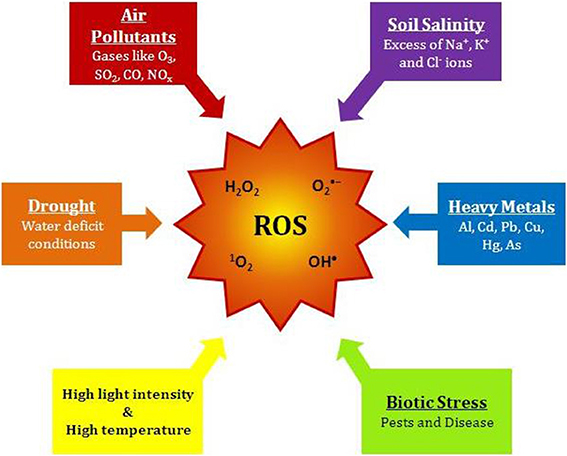 Air
Pollutants
Gases like O₃,
SO₂, CO, NOₓ
Soil Salinity
Excess of Na⁺, K⁺
and Cl⁻ ions
Drought
Water deficit
conditions
H₂O₂
O₂•⁻
ROS
¹O₂
OH•
Heavy Metals
Al, Cd, Pb, Cu,
Hg, As
High light intensity
&
High temperature
Biotic Stress
Pests and Disease